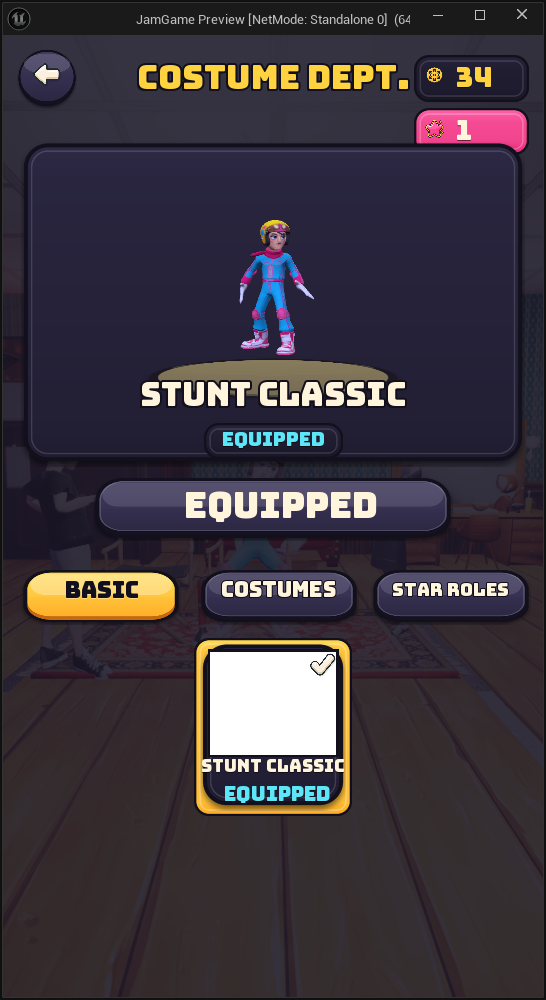 JamGame Preview [NetMode: Standalone 0] (64
COSTUME DEPT.
34
1
STUNT CLASSIC
EQUIPPED
EQUIPPED
BASIC
COSTUMES
STAR ROLES
STUNT CLASSIC
EQUIPPED